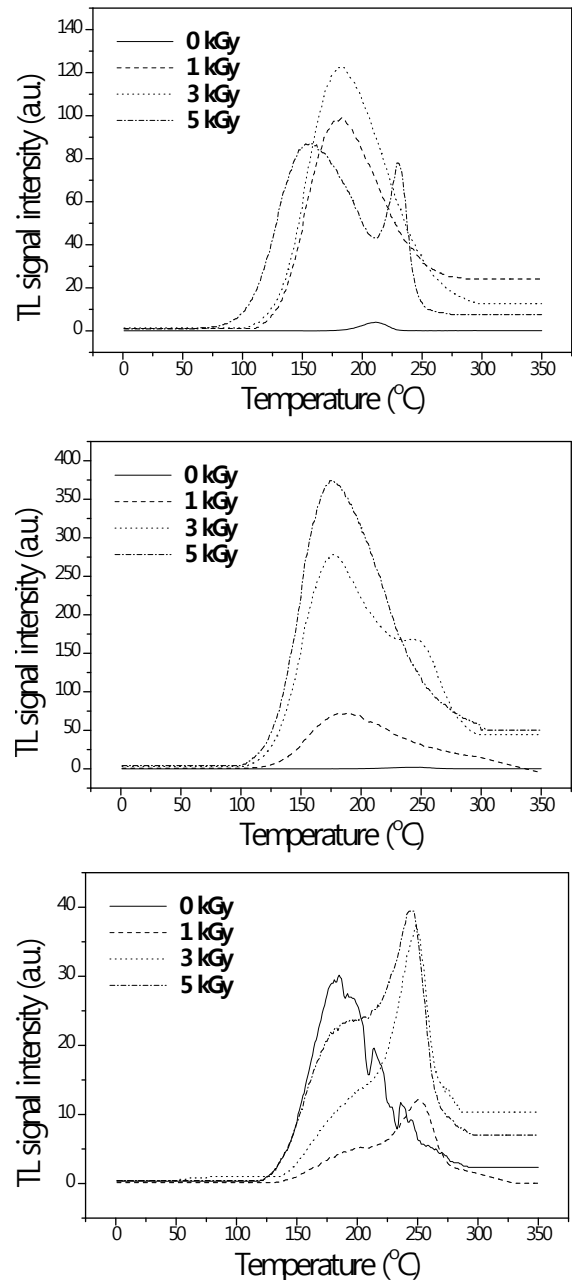 0 kGy
1 kGy
3 kGy
5 kGy
TL signal intensity (a.u.)
120
100
80
60
40
20
0
0 50 100 150 200 250 300 350
Temperature (°C)
0 kGy
1 kGy
3 kGy
5 kGy
TL signal intensity (a.u.)
400
350
300
250
200
150
100
50
0
0 50 100 150 200 250 300 350
Temperature (°C)
0 kGy
1 kGy
3 kGy
5 kGy
TL signal intensity (a.u.)
40
30
20
10
0
0 50 100 150 200 250 300 350
Temperature (°C)